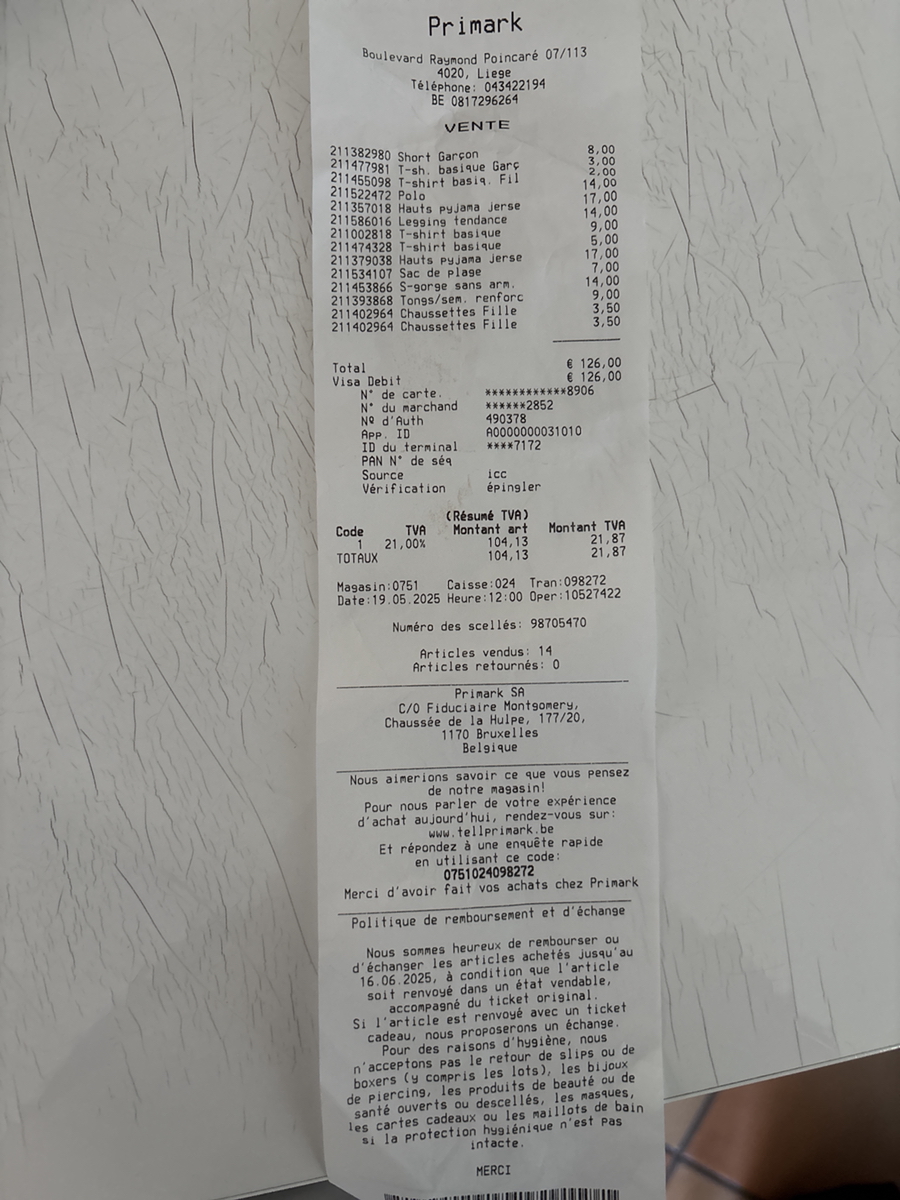 Primark
Boulevard Raymond Poincaré 07/113
4020, Liege
Téléphone: 043422194
BE 0817296264
VENTE
211382980 Short Garçon 8,00
211477981 T-sh. basique Garç 3,00
211455098 T-shirt basiq. Fil 2,00
211522472 Polo 14,00
211357018 Hauts pyjama jerse 17,00
211586016 Legging tendance 14,00
211002818 T-shirt basique 9,00
211474328 T-shirt basique 5,00
211379038 Hauts pyjama jerse 17,00
211534107 Sac de plage 7,00
211453866 S-gorge sans arm. 14,00
211393868 Tongs/sem. renforc 9,00
211402964 Chaussettes Fille 3,50
211402964 Chaussettes Fille 3,50
Total € 126,00
Visa Debit € 126,00
N° de carte. ************8906
N° du marchand ******2852
Nº d'Auth 490378
App. ID A0000000031010
ID du terminal ****7172
PAN N° de séq
Source icc
Vérification épingler
(Résumé TVA)
Code TVA Montant art Montant TVA
1 21,00% 104,13 21,87
TOTAUX 104,13 21,87
Magasin:0751 Caisse:024 Tran:098272
Date:19.05.2025 Heure:12:00 Oper:10527422
Numéro des scellés: 98705470
Articles vendus: 14
Articles retournés: 0
Primark SA
C/O Fiduciaire Montgomery,
Chaussée de la Hulpe, 177/20,
1170 Bruxelles
Belgique
Nous aimerions savoir ce que vous pensez
de notre magasin!
Pour nous parler de votre expérience
d'achat aujourd'hui, rendez-vous sur:
www.tellprimark.be
Et répondez à une enquête rapide
en utilisant ce code:
0751024098272
Merci d'avoir fait vos achats chez Primark
Politique de remboursement et d'échange
Nous sommes heureux de rembourser ou
d'échanger les articles achetés jusqu'au
16.06.2025, à condition que l'article
soit renvoyé dans un état vendable,
accompagné du ticket original.
Si l'article est renvoyé avec un ticket
cadeau, nous proposerons un échange.
Pour des raisons d'hygiène, nous
n'acceptons pas le retour de slips ou de
boxers (y compris les lots), les bijoux
de piercing, les produits de beauté ou de
santé ouverts ou descellés, les masques,
les cartes cadeaux ou les maillots de bain
si la protection hygiénique n'est pas
intacte.
MERCI